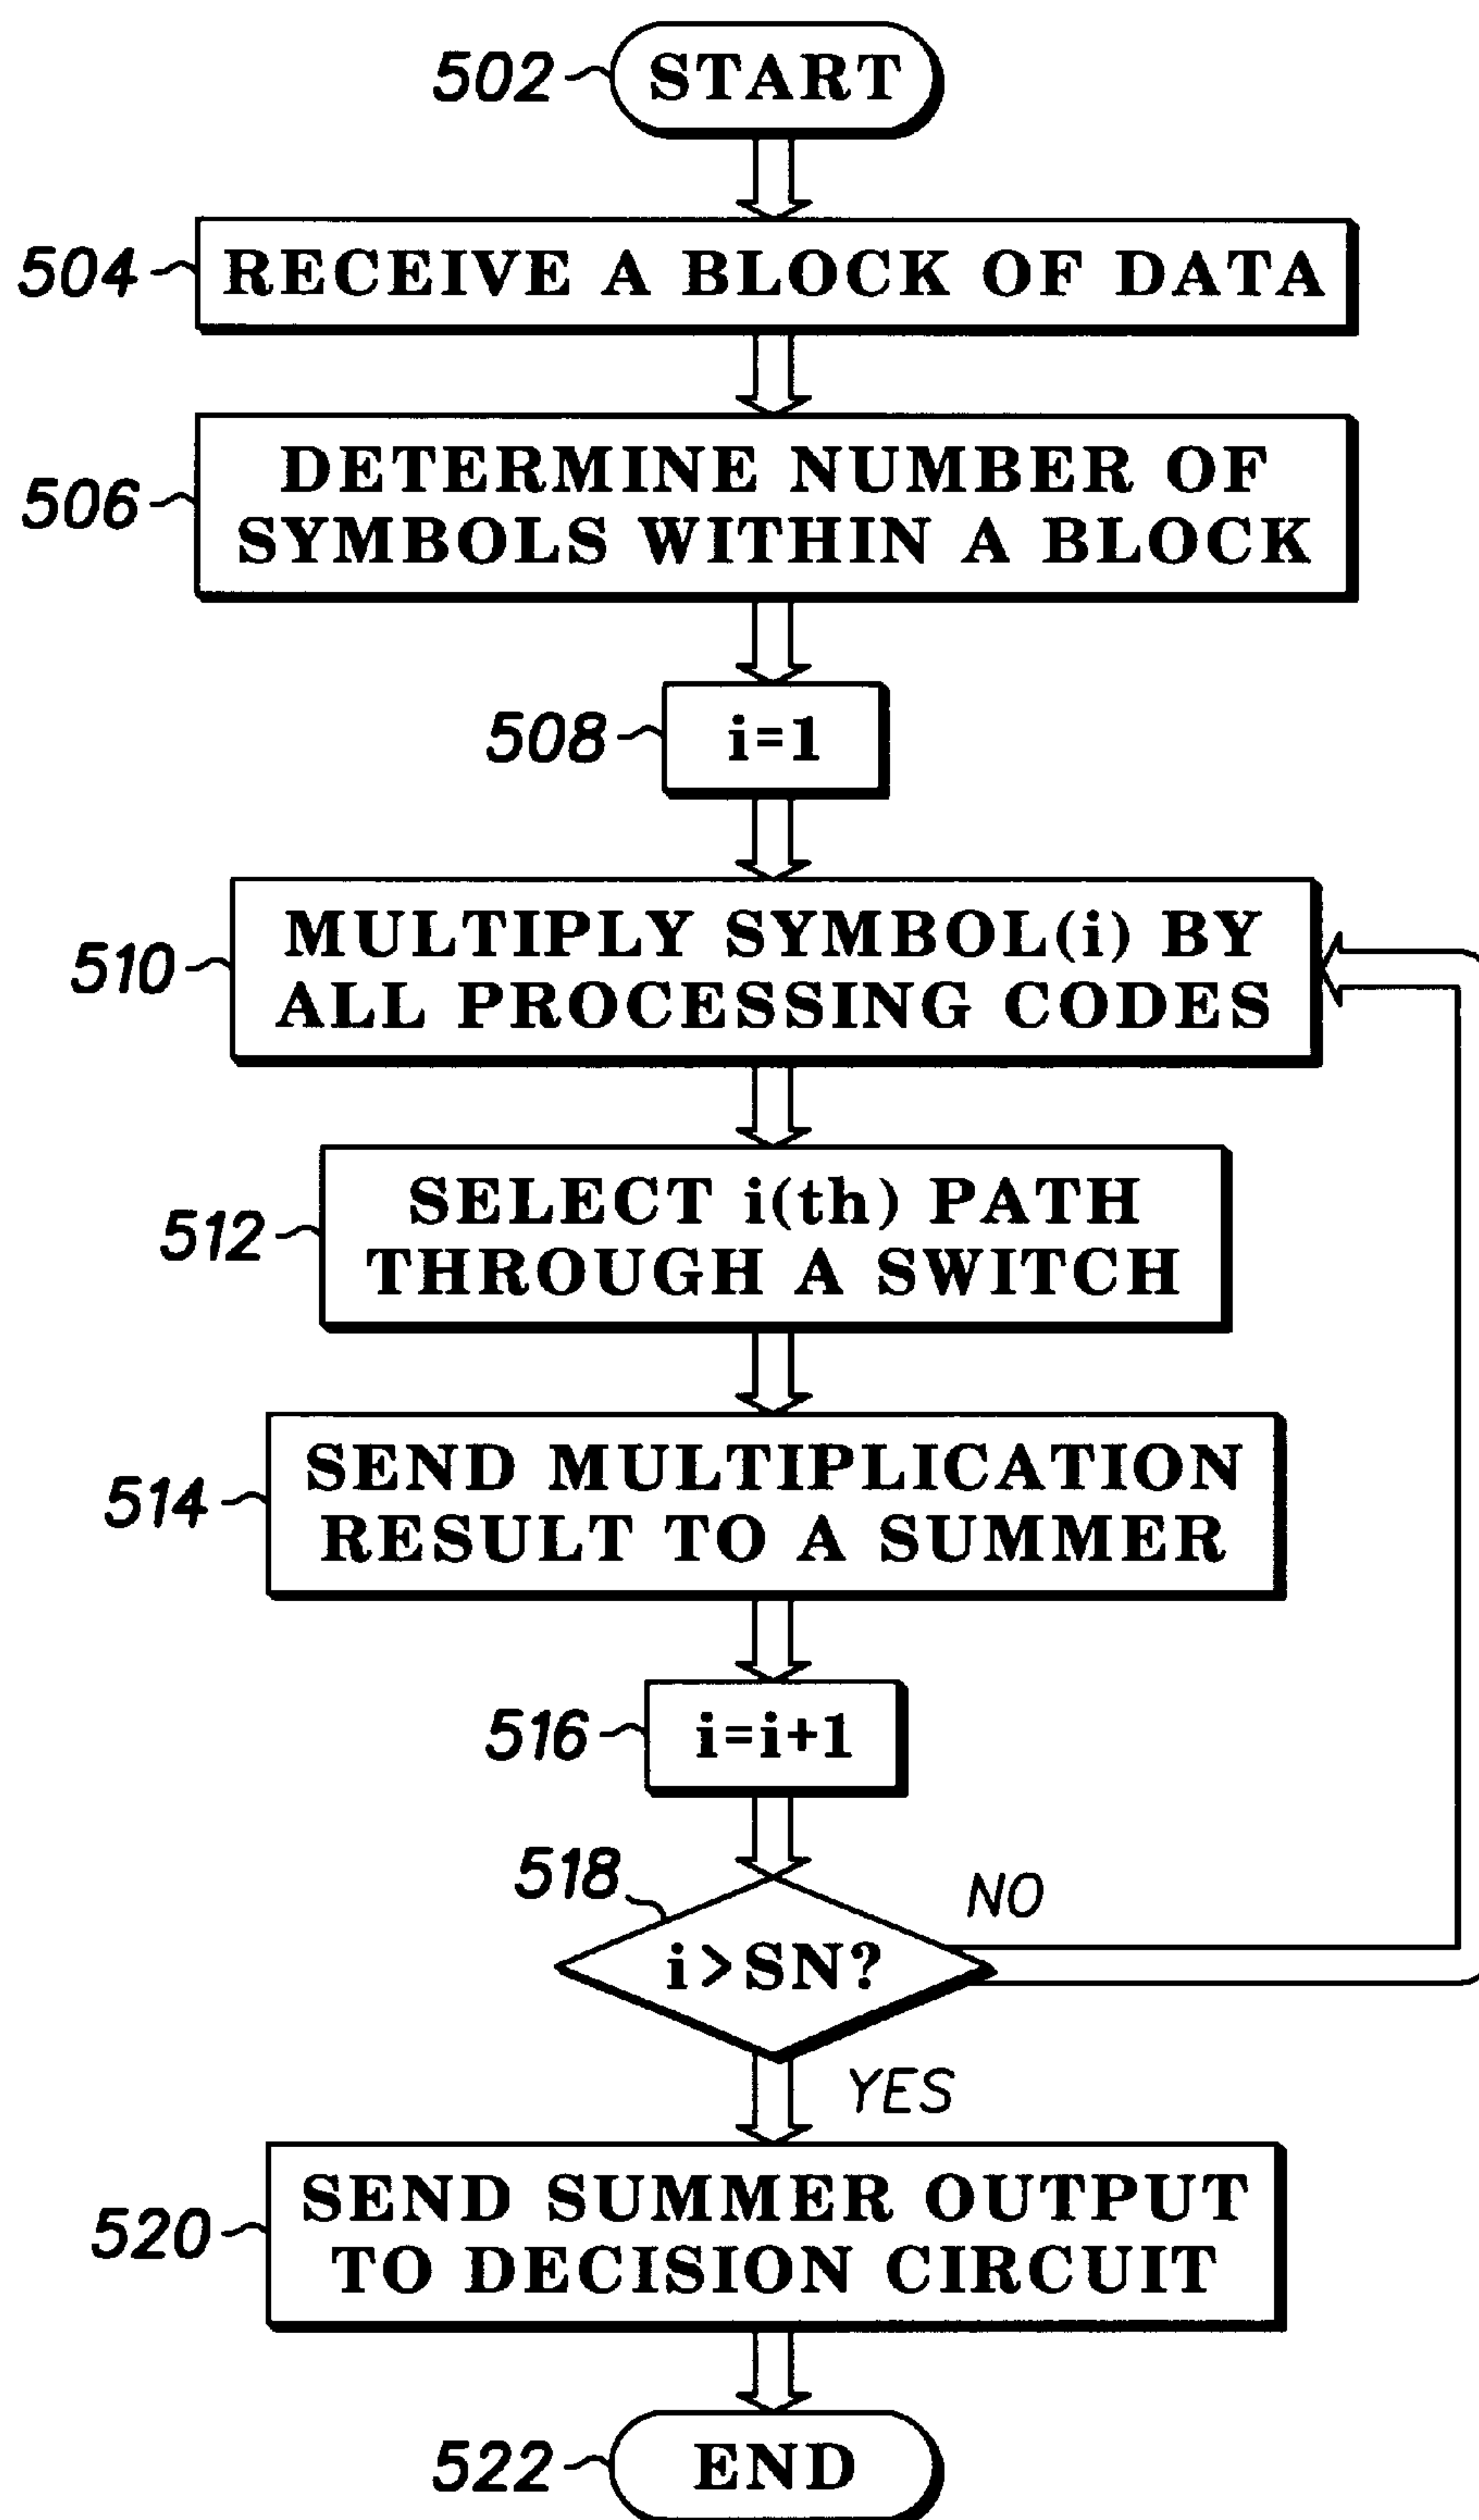 502 START
504 RECEIVE A BLOCK OF DATA
506 DETERMINE NUMBER OF
SYMBOLS WITHIN A BLOCK
508 i=1
510 MULTIPLY SYMBOL(i) BY
ALL PROCESSING CODES
512 SELECT i(th) PATH
THROUGH A SWITCH
514 SEND MULTIPLICATION
RESULT TO A SUMMER
516 i=i+1
518 i>SN?
NO
YES
520 SEND SUMMER OUTPUT
TO DECISION CIRCUIT
522 END